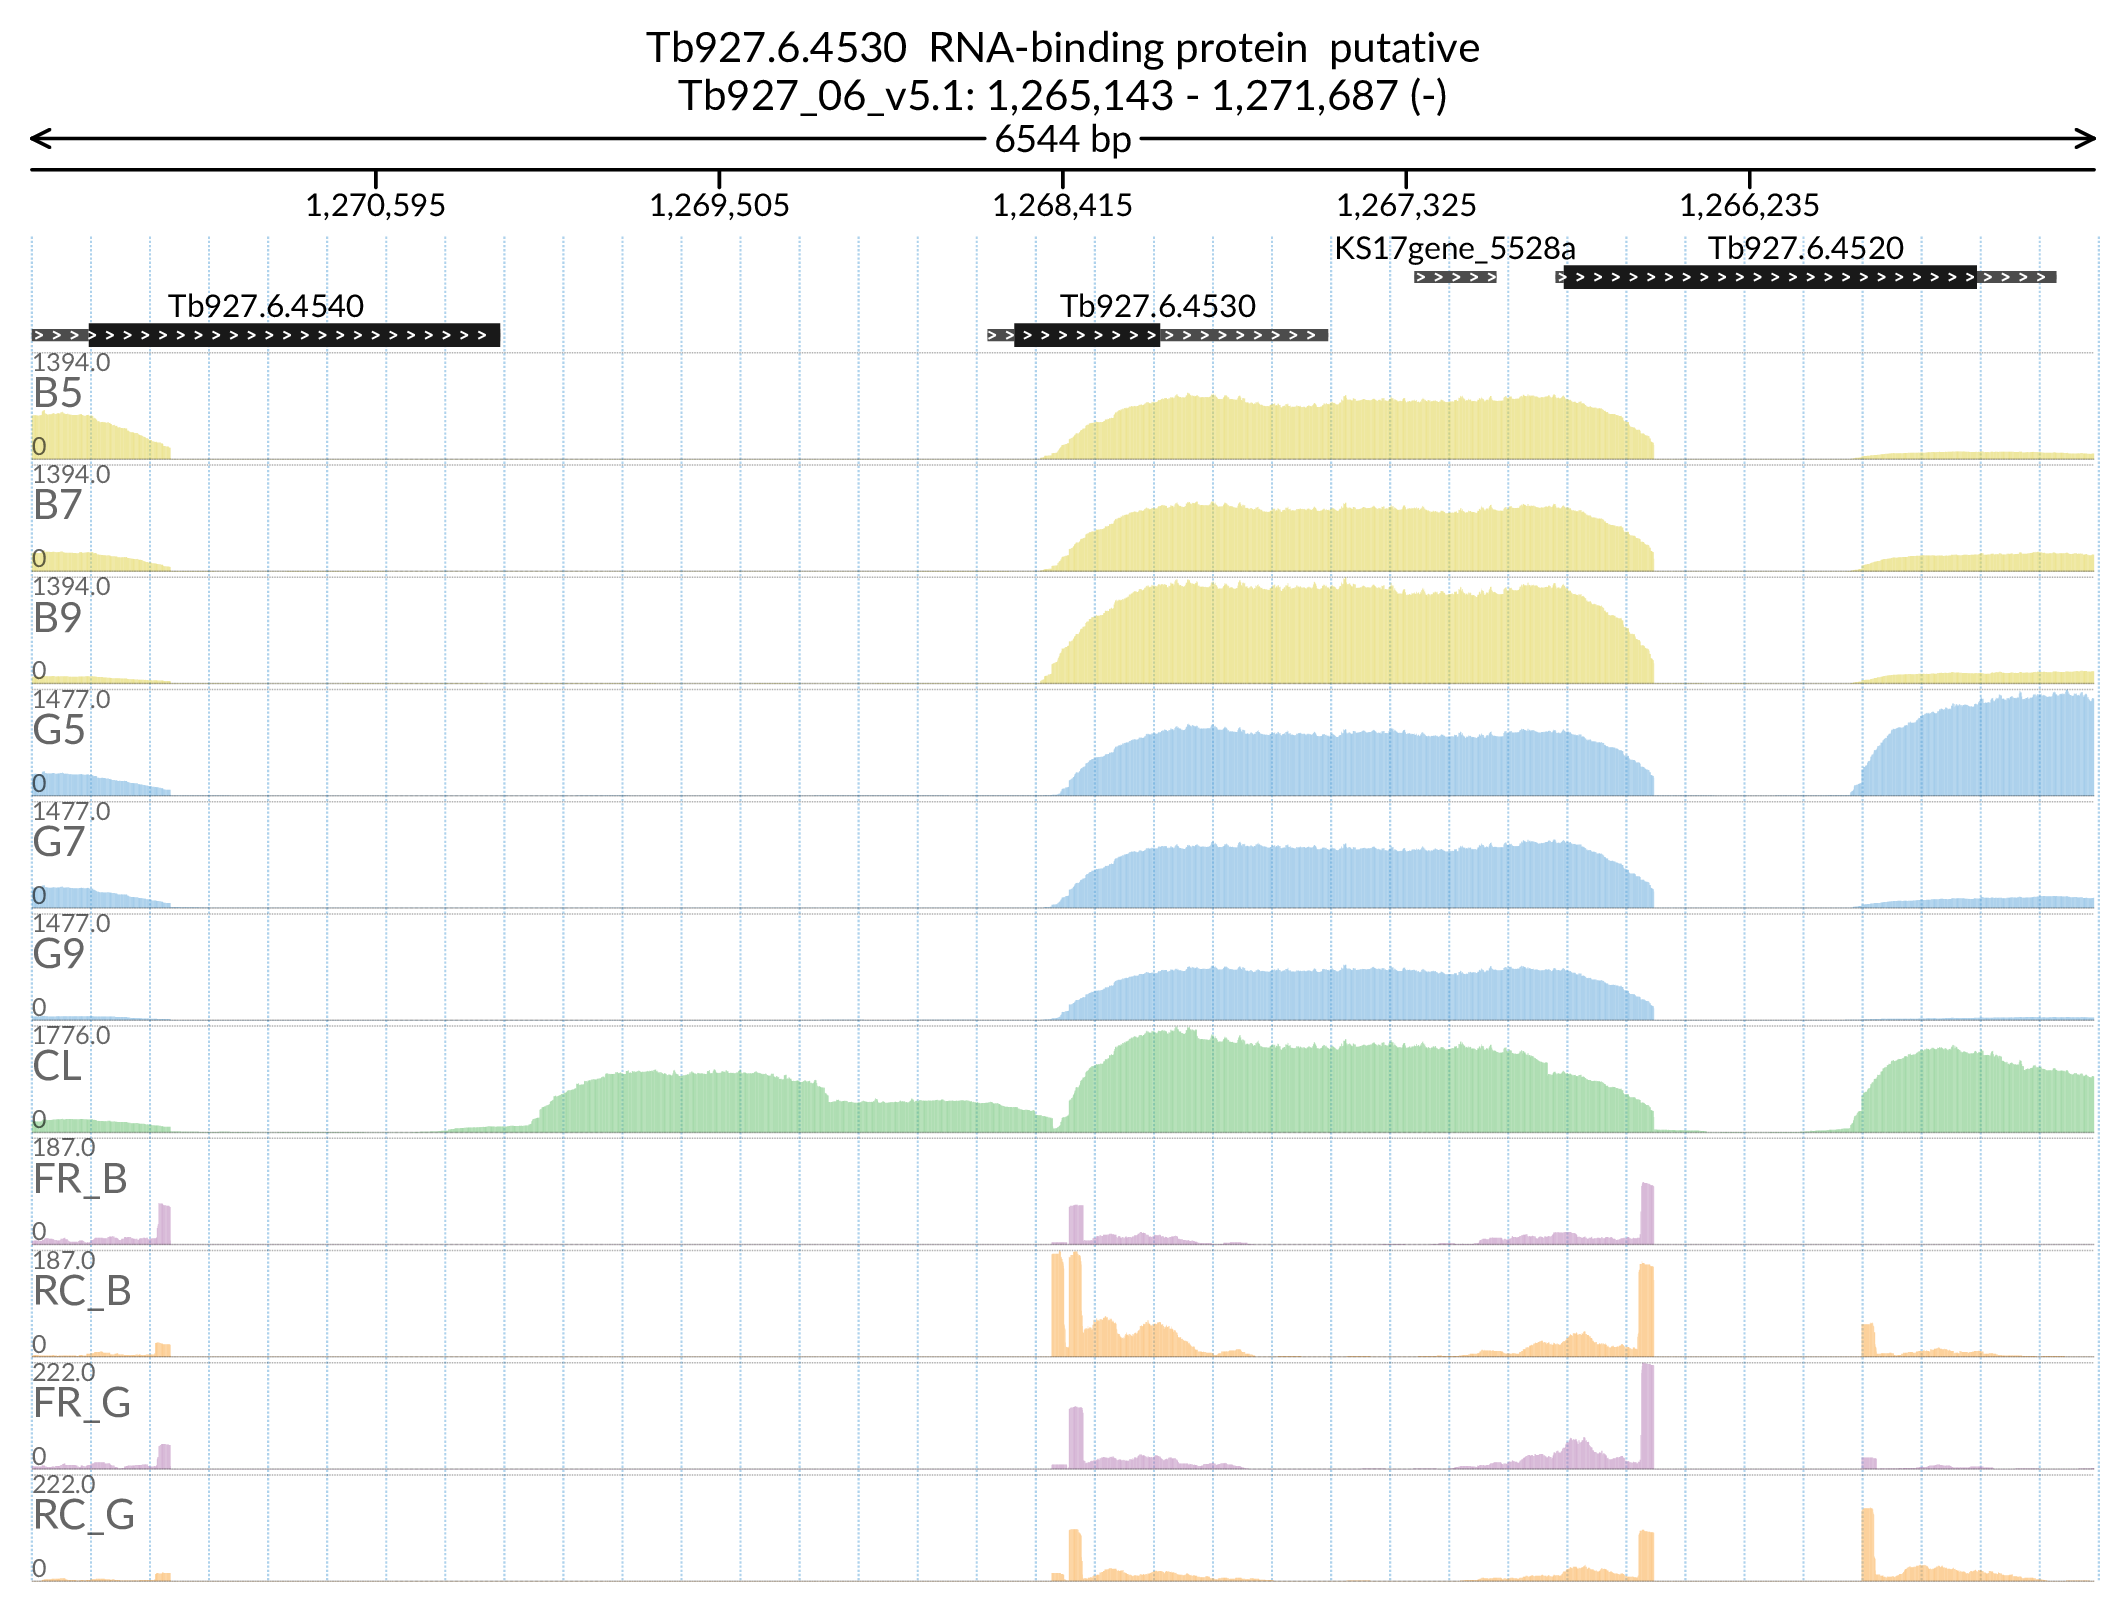 Tb927.6.4530  RNA-binding protein  putative
Tb927_06_v5.1: 1,265,143 - 1,271,687 (-)
6544 bp
1,270,595 1,269,505 1,268,415 1,267,325 1,266,235
KS17gene_5528a Tb927.6.4520
Tb927.6.4540 Tb927.6.4530
1394.0
B5
0
1394.0
B7
0
1394.0
B9
0
1477.0
G5
0
1477.0
G7
0
1477.0
G9
0
1776.0
CL
0
187.0
FR_B
0
187.0
RC_B
0
222.0
FR_G
0
222.0
RC_G
0